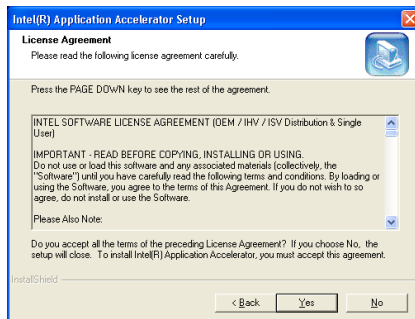 Intel(R) Application Accelerator Setup
License Agreement
Please read the following license agreement carefully.
Press the PAGE DOWN key to see the rest of the agreement.
INTEL SOFTWARE LICENSE AGREEMENT (OEM / IHV / ISV Distribution & Single
User)
IMPORTANT - READ BEFORE COPYING, INSTALLING OR USING.
Do not use or load this software and any associated materials (collectively, the
"Software") until you have carefully read the following terms and conditions. By loading or
using the Software, you agree to the terms of this Agreement. If you do not wish to so
agree, do not install or use the Software.
Please Also Note:
Do you accept all the terms of the preceding License Agreement? If you choose No, the
setup will close. To install Intel(R) Application Accelerator, you must accept this agreement.
InstallShield
< Back
Yes
No